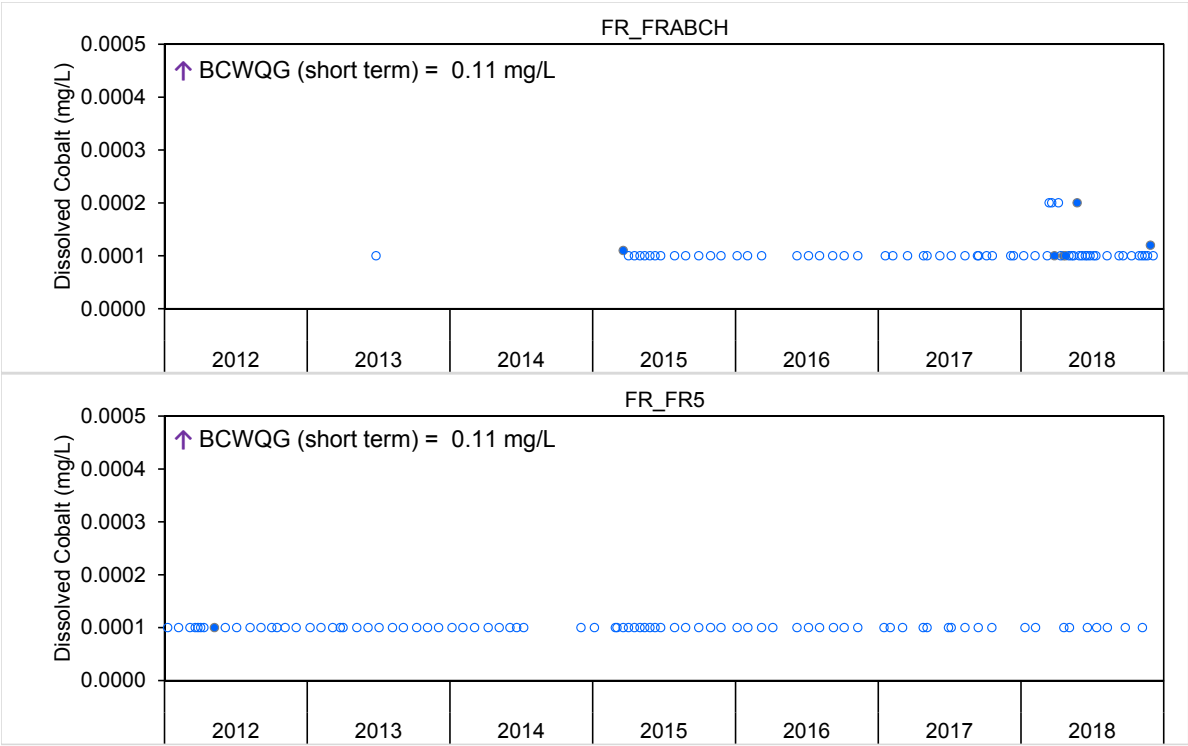 FR_FRABCH
Dissolved Cobalt (mg/L)
↑ BCWQG (short term) = 0.11 mg/L
0.0005
0.0004
0.0003
0.0002
0.0001
0.0000
2012 2013 2014 2015 2016 2017 2018
FR_FR5
Dissolved Cobalt (mg/L)
↑ BCWQG (short term) = 0.11 mg/L
0.0005
0.0004
0.0003
0.0002
0.0001
0.0000
2012 2013 2014 2015 2016 2017 2018